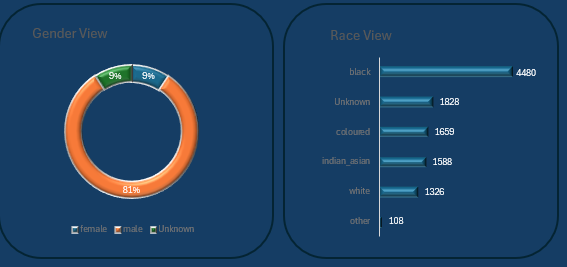 Gender View
9% 9%
81%
female male Unknown
Race View
black 4480
Unknown 1828
coloured 1659
indian_asian 1588
white 1326
other 108